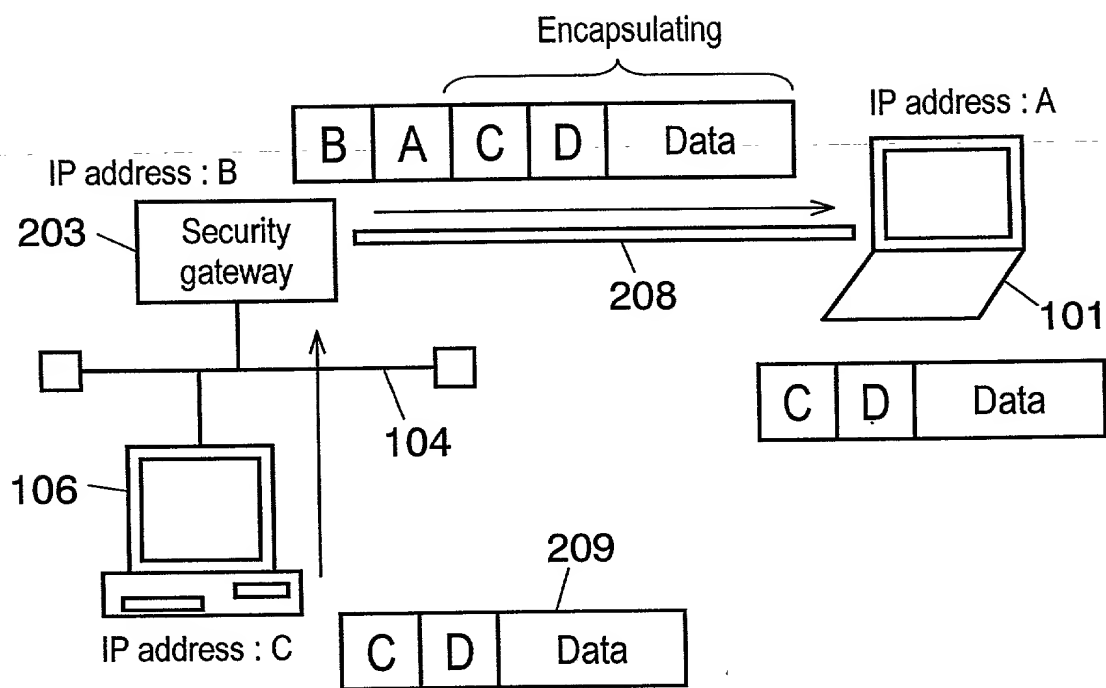 Encapsulating
IP address : A
B A C D Data
IP address : B
203
Security
gateway
208
101
C D Data
104
106
209
C D Data
IP address : C